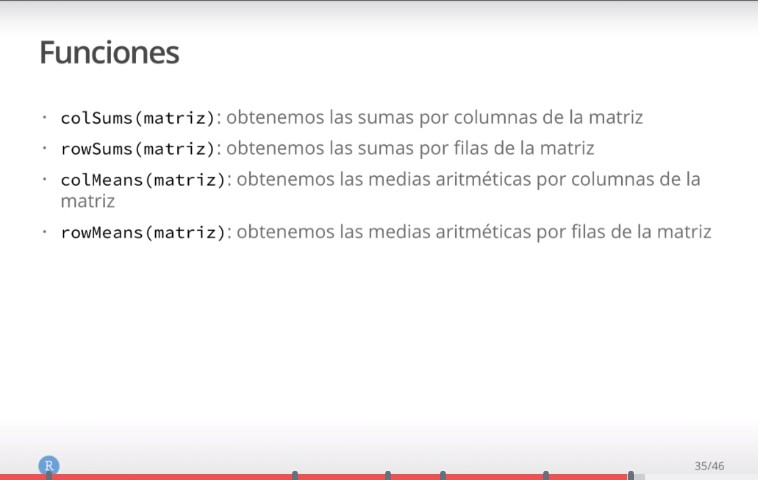 Funciones
· colSums(matriz): obtenemos las sumas por columnas de la matriz
· rowSums(matriz): obtenemos las sumas por filas de la matriz
· colMeans(matriz): obtenemos las medias aritméticas por columnas de la
matriz
· rowMeans(matriz): obtenemos las medias aritméticas por filas de la matriz
R
35/46